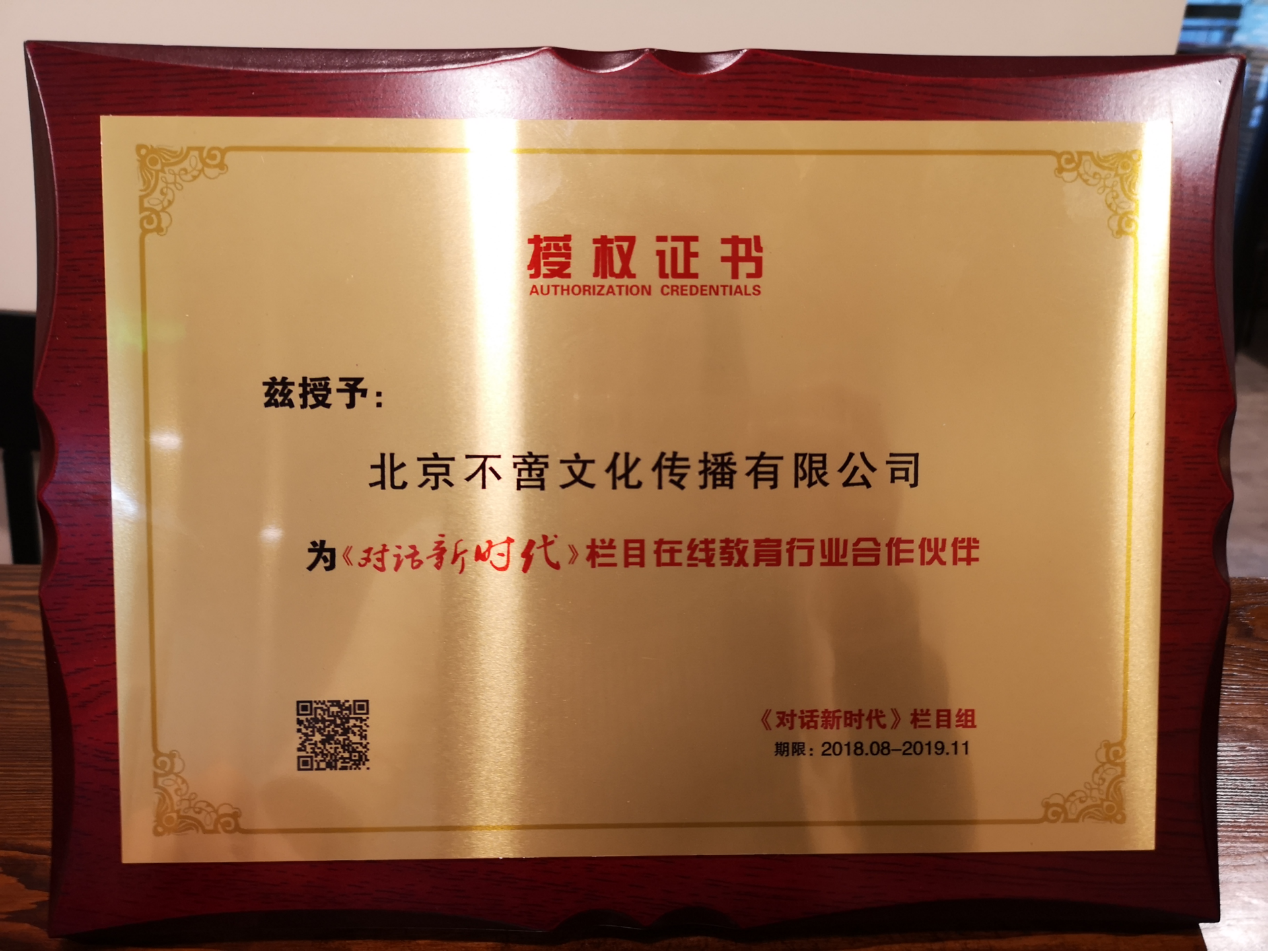 授权证书
AUTHORIZATION CREDENTIALS
兹授予：
北京不啻文化传播有限公司
为《对话新时代》栏目在线教育行业合作伙伴
《对话新时代》栏目组
期限：2018.08-2019.11